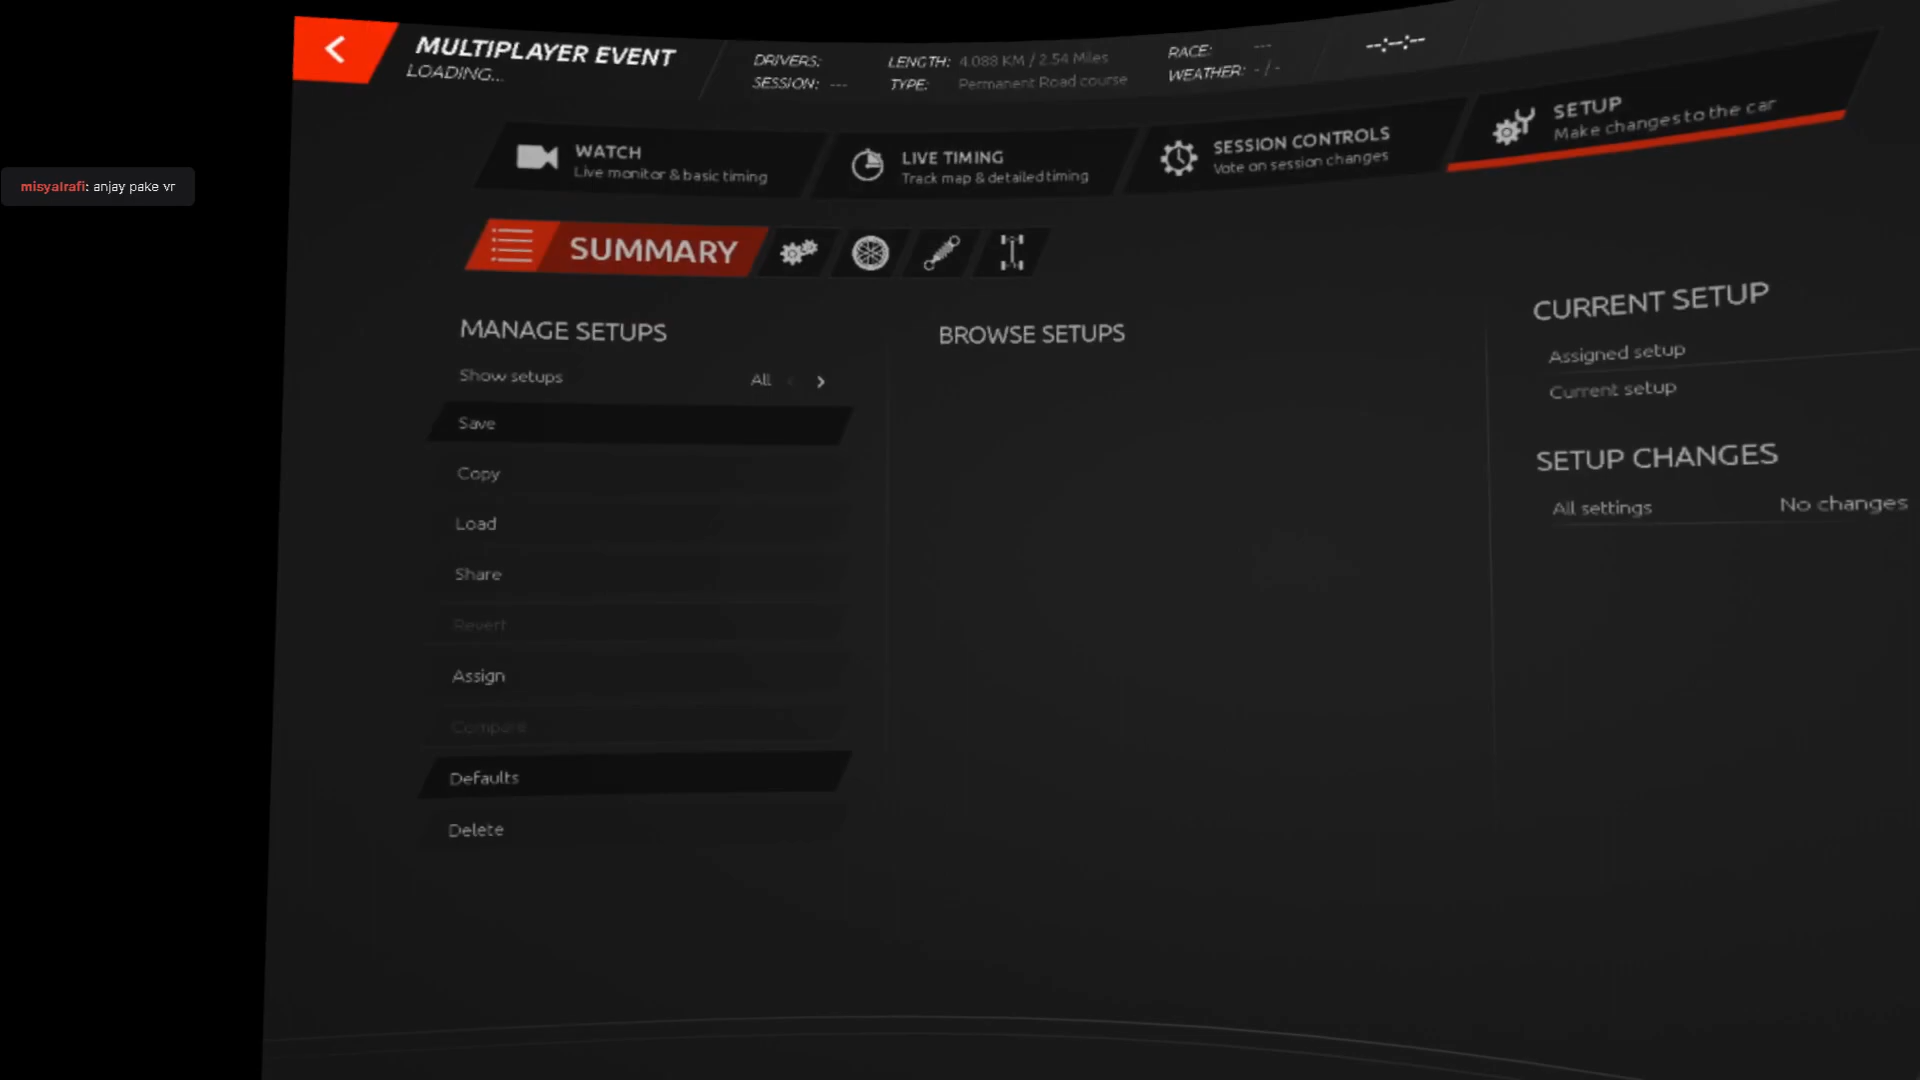 MULTIPLAYER EVENT
LOADING...
DRIVERS:
SESSION: ---
LENGTH: 4.088 KM / 2.54 Miles
TYPE: Permanent Road course
RACE: ---
WEATHER: - / -
--:--:--
WATCH
Live monitor & basic timing
LIVE TIMING
Track map & detailed timing
SESSION CONTROLS
Vote on session changes
SETUP
Make changes to the car
misyalrafi: anjay pake vr
SUMMARY
MANAGE SETUPS
Show setups All
Save
Copy
Load
Share
Revert
Assign
Compare
Defaults
Delete
BROWSE SETUPS
CURRENT SETUP
Assigned setup
Current setup
SETUP CHANGES
All settings No changes